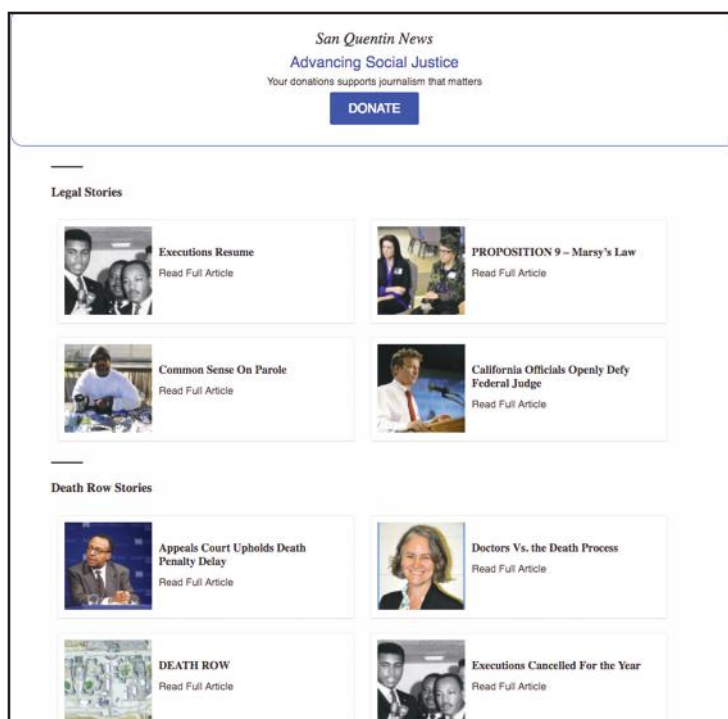 San Quentin News
Advancing Social Justice
Your donations supports journalism that matters
DONATE
Legal Stories
Executions Resume
Read Full Article
PROPOSITION 9 – Marsy's Law
Read Full Article
Common Sense On Parole
Read Full Article
California Officials Openly Defy
Federal Judge
Read Full Article
Death Row Stories
Appeals Court Upholds Death
Penalty Delay
Read Full Article
Doctors Vs. the Death Process
Read Full Article
DEATH ROW
Read Full Article
Executions Cancelled For the Year
Read Full Article